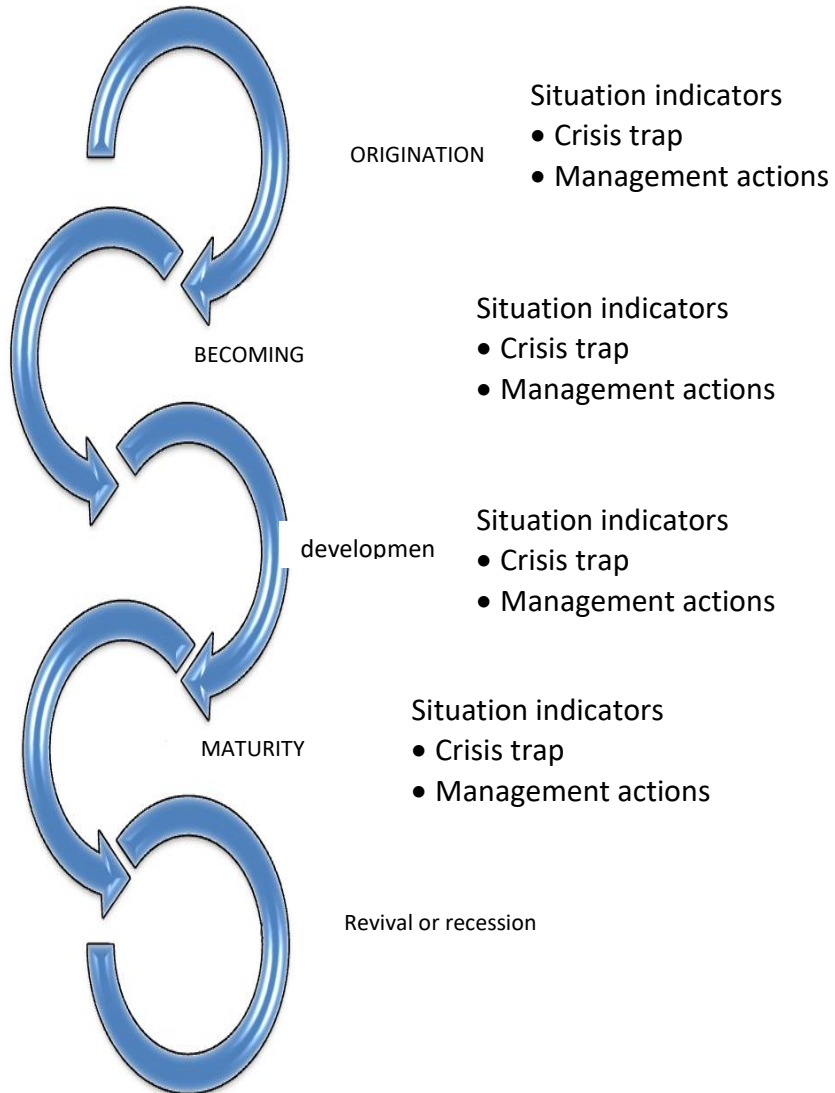 Situation indicators
• Crisis trap
ORIGINATION
• Management actions
Situation indicators
• Crisis trap
BECOMING
• Management actions
Situation indicators
developmen
• Crisis trap
• Management actions
Situation indicators
MATURITY
• Crisis trap
• Management actions
Revival or recession